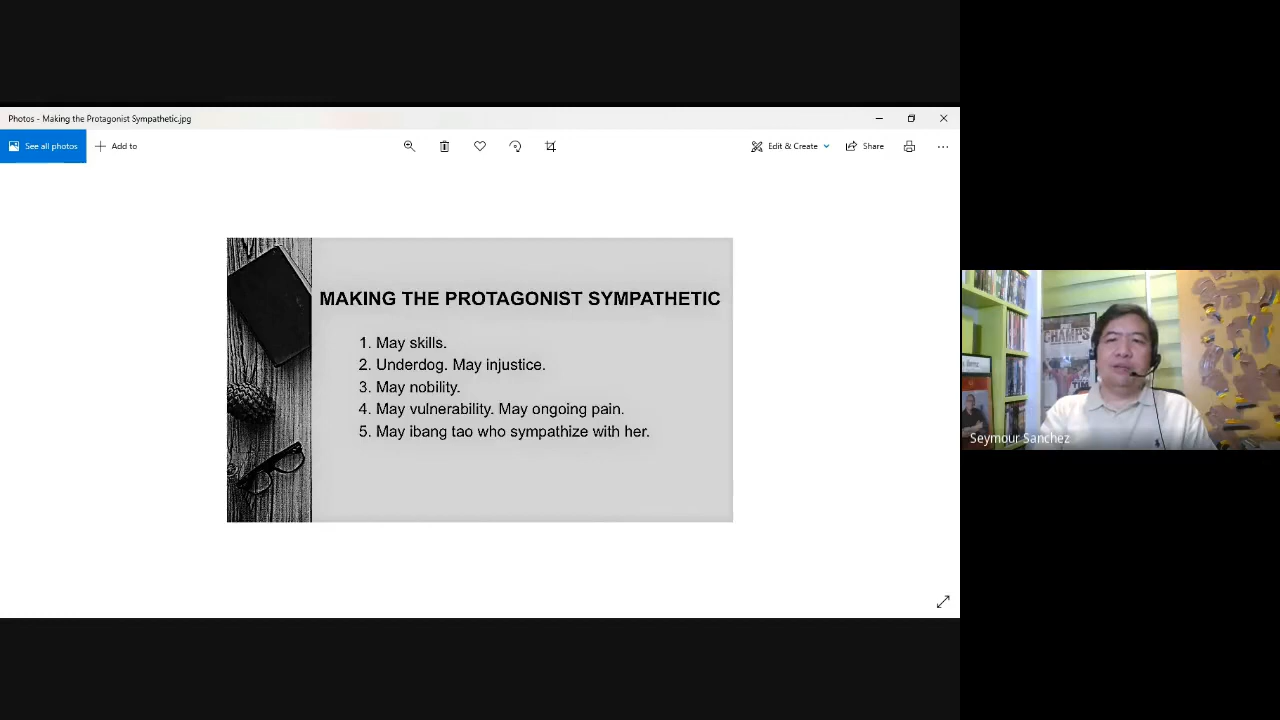 Photos - Making the Protagonist Sympathetic.jpg
See all photos
Add to
Edit & Create
Share
MAKING THE PROTAGONIST SYMPATHETIC
1. May skills.
2. Underdog. May injustice.
3. May nobility.
4. May vulnerability. May ongoing pain.
5. May ibang tao who sympathize with her.
CHAMPS
Seymour Sanchez